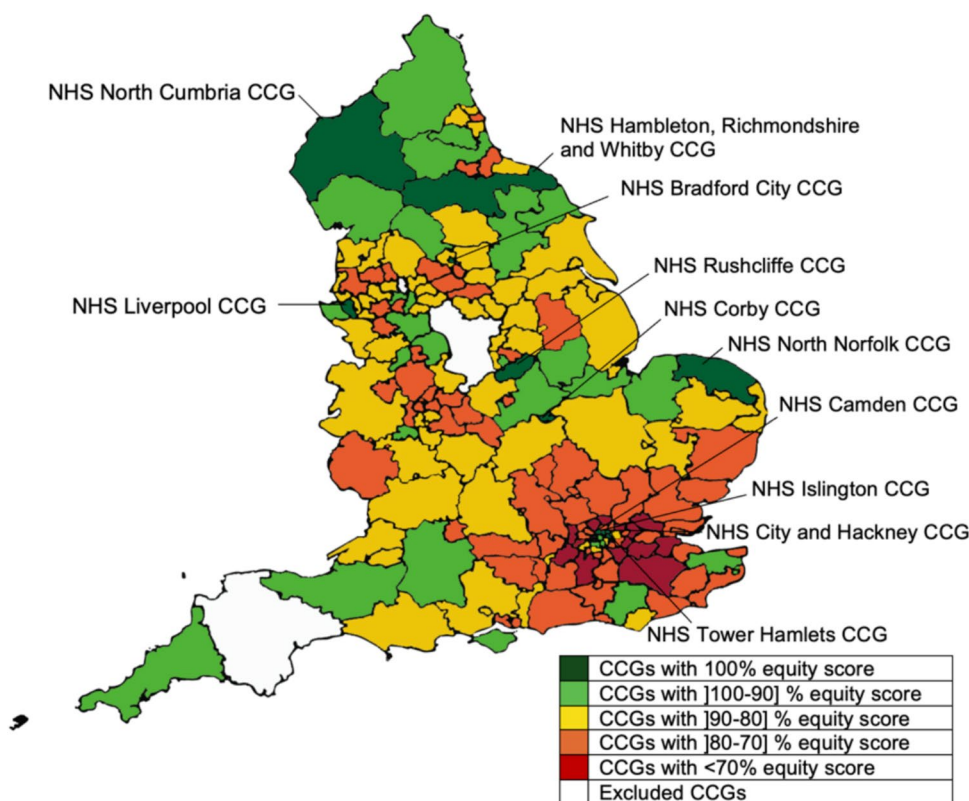 NHS North Cumbria CCG
NHS Hambleton, Richmondshire
and Whitby CCG
NHS Bradford City CCG
NHS Rushcliffe CCG
NHS Liverpool CCG
NHS Corby CCG
NHS North Norfolk CCG
NHS Camden CCG
NHS Islington CCG
NHS City and Hackney CCG
NHS Tower Hamlets CCG
CCGs with 100% equity score
CCGs with ]100-90] % equity score
CCGs with ]90-80] % equity score
CCGs with ]80-70] % equity score
CCGs with <70% equity score
Excluded CCGs